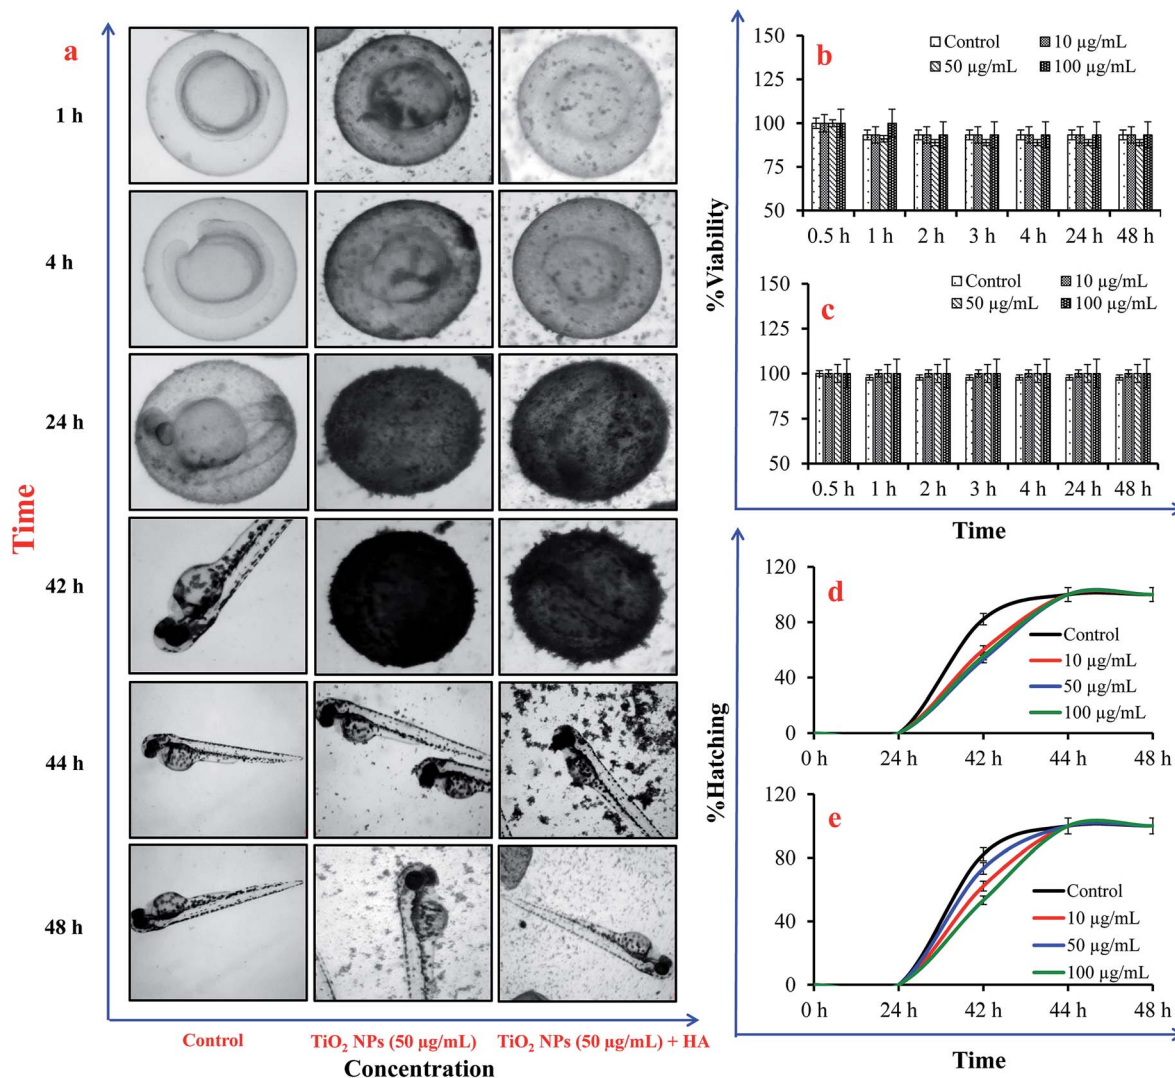 a
1 h
4 h
24 h
42 h
44 h
48 h
Time
Control
TiO₂ NPs (50 µg/mL)
TiO₂ NPs (50 µg/mL) + HA
Concentration
%Viability
b
150
125
100
75
50
Control
10 µg/mL
50 µg/mL
100 µg/mL
0.5 h
1 h
2 h
3 h
4 h
24 h
48 h
c
150
125
100
75
50
Control
10 µg/mL
50 µg/mL
100 µg/mL
0.5 h
1 h
2 h
3 h
4 h
24 h
48 h
Time
%Hatching
d
120
80
40
0
Control
10 µg/mL
50 µg/mL
100 µg/mL
0 h
24 h
42 h
44 h
48 h
e
120
80
40
0
Control
10 µg/mL
50 µg/mL
100 µg/mL
0 h
24 h
42 h
44 h
48 h
Time